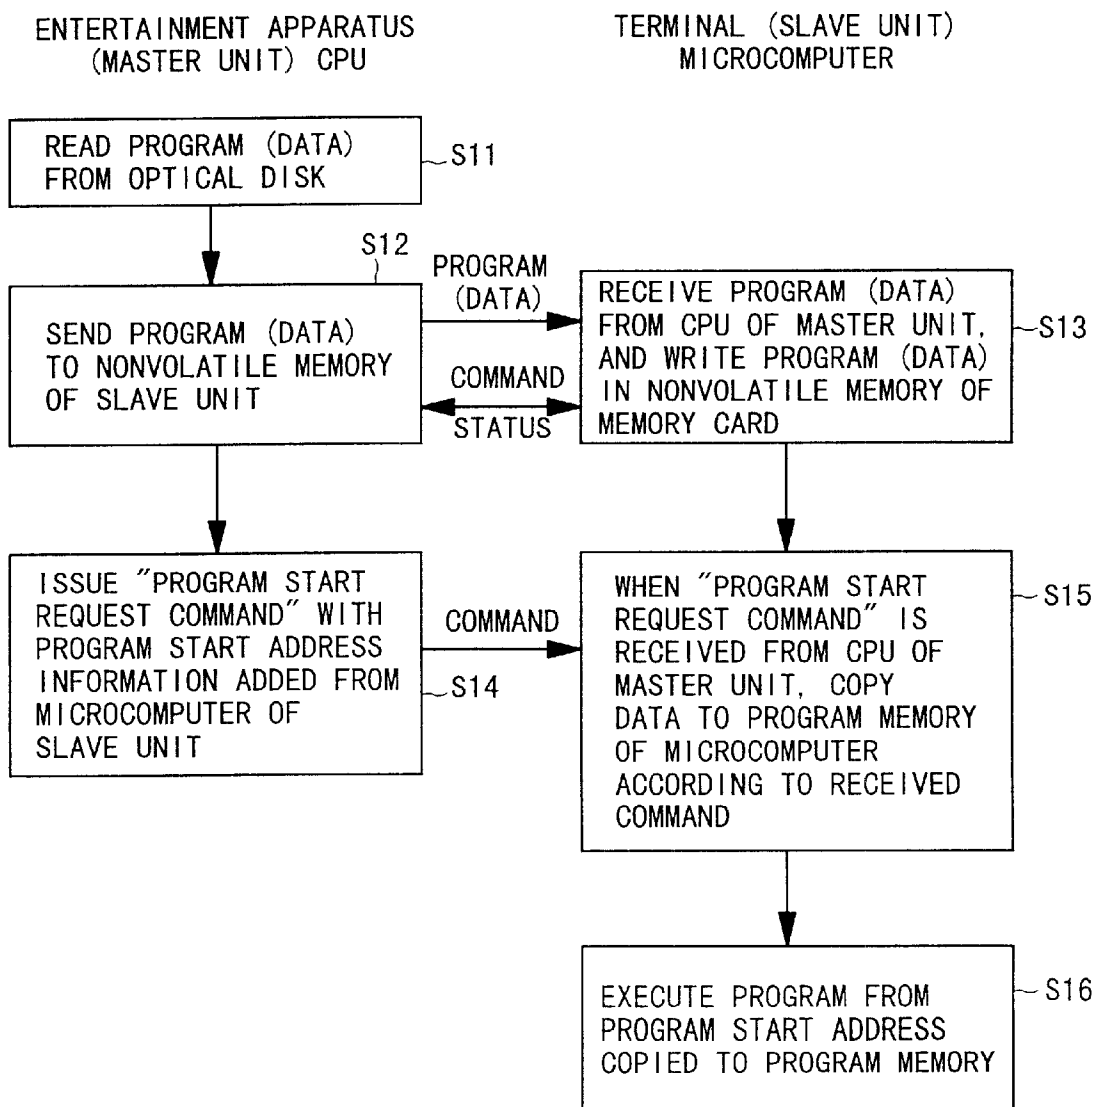 ENTERTAINMENT APPARATUS
(MASTER UNIT) CPU
TERMINAL (SLAVE UNIT)
MICROCOMPUTER
READ PROGRAM (DATA)
FROM OPTICAL DISK
S11
S12
SEND PROGRAM (DATA)
TO NONVOLATILE MEMORY
OF SLAVE UNIT
PROGRAM
(DATA)
COMMAND
STATUS
RECEIVE PROGRAM (DATA)
FROM CPU OF MASTER UNIT,
AND WRITE PROGRAM (DATA)
IN NONVOLATILE MEMORY OF
MEMORY CARD
S13
ISSUE "PROGRAM START
REQUEST COMMAND" WITH
PROGRAM START ADDRESS
INFORMATION ADDED FROM
MICROCOMPUTER OF
SLAVE UNIT
S14
COMMAND
WHEN "PROGRAM START
REQUEST COMMAND" IS
RECEIVED FROM CPU OF
MASTER UNIT, COPY
DATA TO PROGRAM MEMORY
OF MICROCOMPUTER
ACCORDING TO RECEIVED
COMMAND
S15
EXECUTE PROGRAM FROM
PROGRAM START ADDRESS
COPIED TO PROGRAM MEMORY
S16